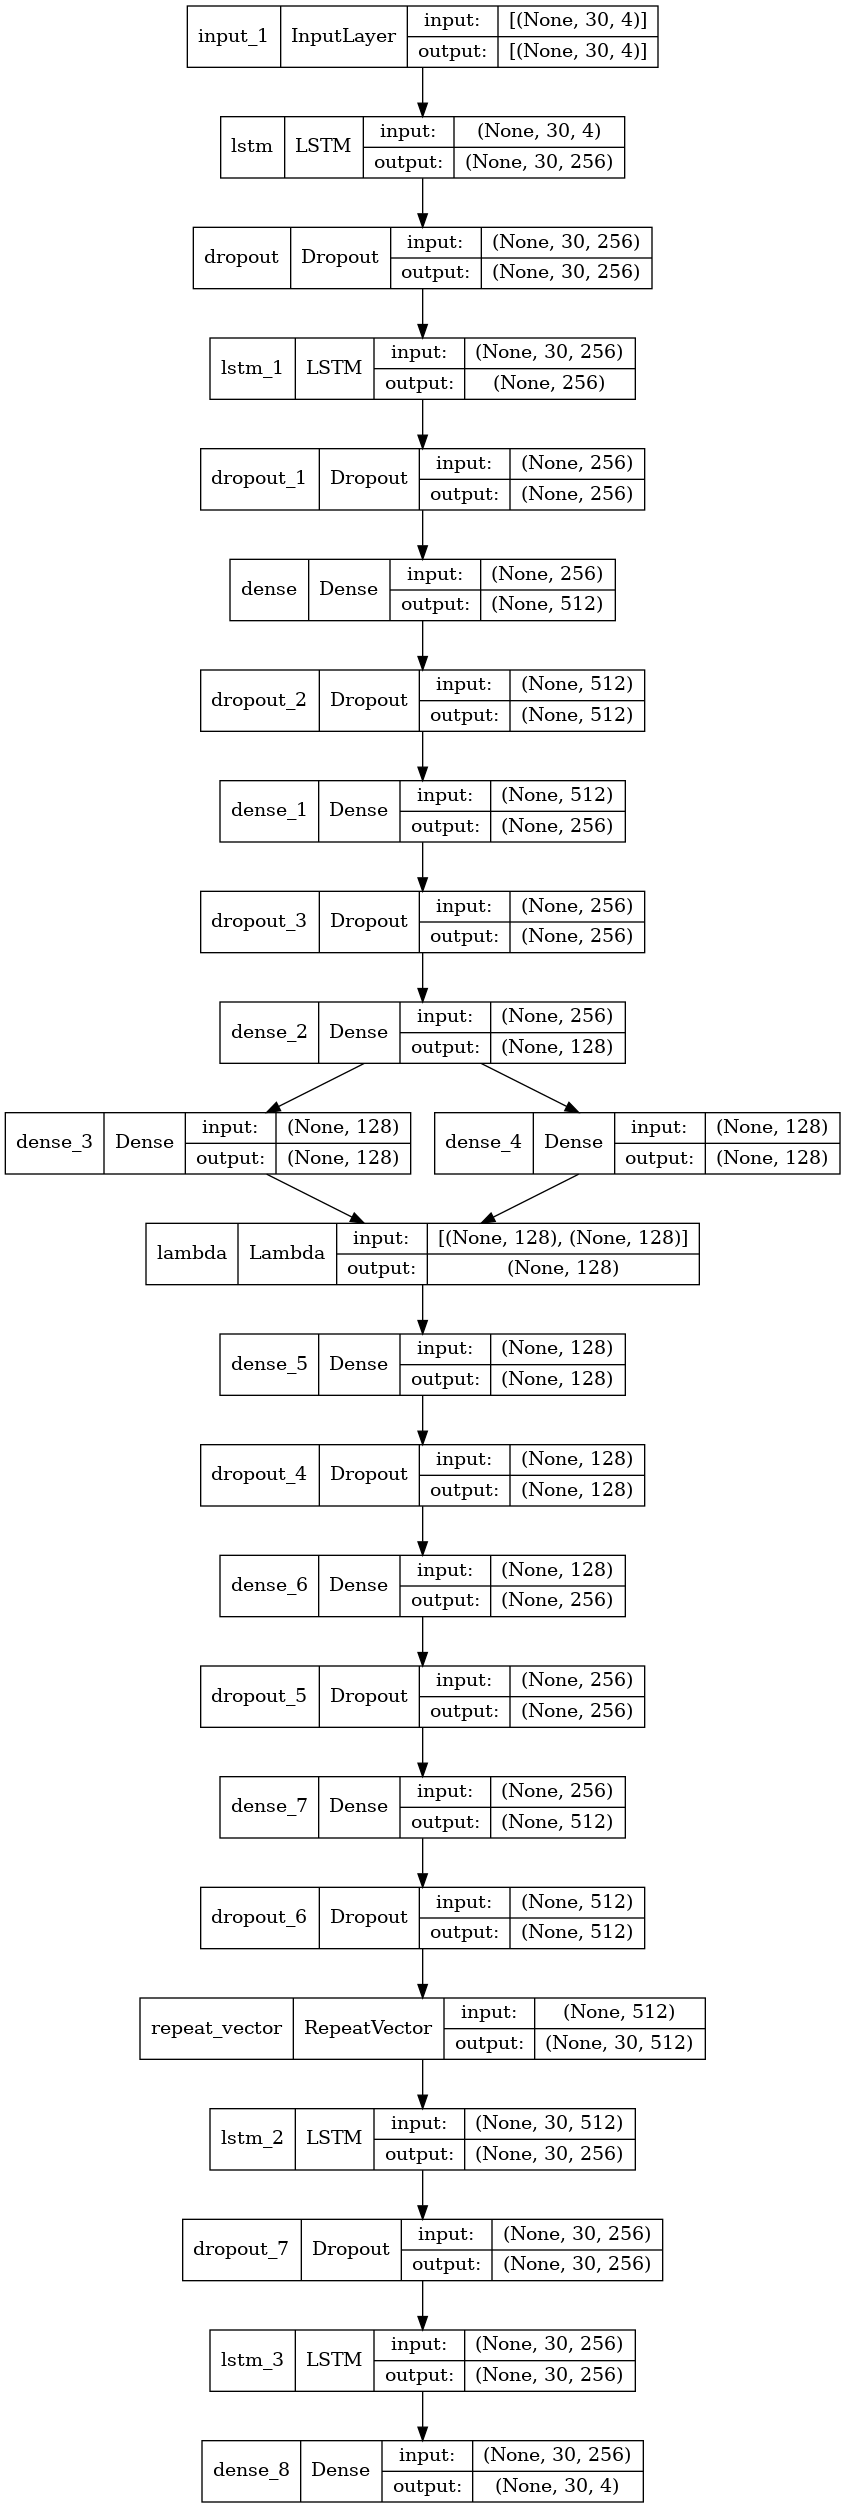 input_1 InputLayer input: [(None, 30, 4)]
output: [(None, 30, 4)]
lstm LSTM input: (None, 30, 4)
output: (None, 30, 256)
dropout Dropout input: (None, 30, 256)
output: (None, 30, 256)
lstm_1 LSTM input: (None, 30, 256)
output: (None, 256)
dropout_1 Dropout input: (None, 256)
output: (None, 256)
dense Dense input: (None, 256)
output: (None, 512)
dropout_2 Dropout input: (None, 512)
output: (None, 512)
dense_1 Dense input: (None, 512)
output: (None, 256)
dropout_3 Dropout input: (None, 256)
output: (None, 256)
dense_2 Dense input: (None, 256)
output: (None, 128)
dense_3 Dense input: (None, 128)
output: (None, 128)
dense_4 Dense input: (None, 128)
output: (None, 128)
lambda Lambda input: [(None, 128), (None, 128)]
output: (None, 128)
dense_5 Dense input: (None, 128)
output: (None, 128)
dropout_4 Dropout input: (None, 128)
output: (None, 128)
dense_6 Dense input: (None, 128)
output: (None, 256)
dropout_5 Dropout input: (None, 256)
output: (None, 256)
dense_7 Dense input: (None, 256)
output: (None, 512)
dropout_6 Dropout input: (None, 512)
output: (None, 512)
repeat_vector RepeatVector input: (None, 512)
output: (None, 30, 512)
lstm_2 LSTM input: (None, 30, 512)
output: (None, 30, 256)
dropout_7 Dropout input: (None, 30, 256)
output: (None, 30, 256)
lstm_3 LSTM input: (None, 30, 256)
output: (None, 30, 256)
dense_8 Dense input: (None, 30, 256)
output: (None, 30, 4)